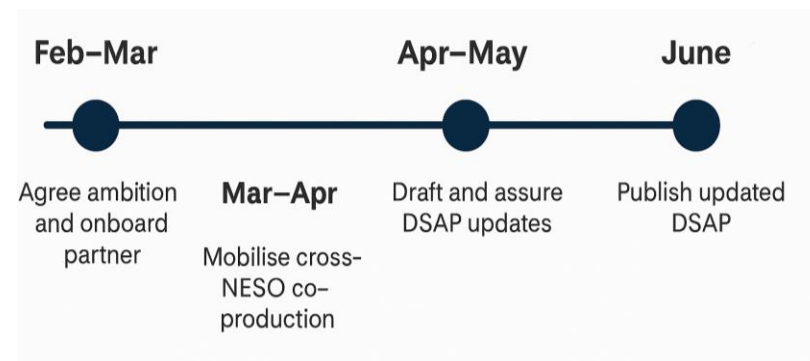 Feb–Mar
Agree ambition
and onboard
partner
Mar–Apr
Mobilise cross-
NESO co–
production
Apr–May
Draft and assure
DSAP updates
June
Publish updated
DSAP